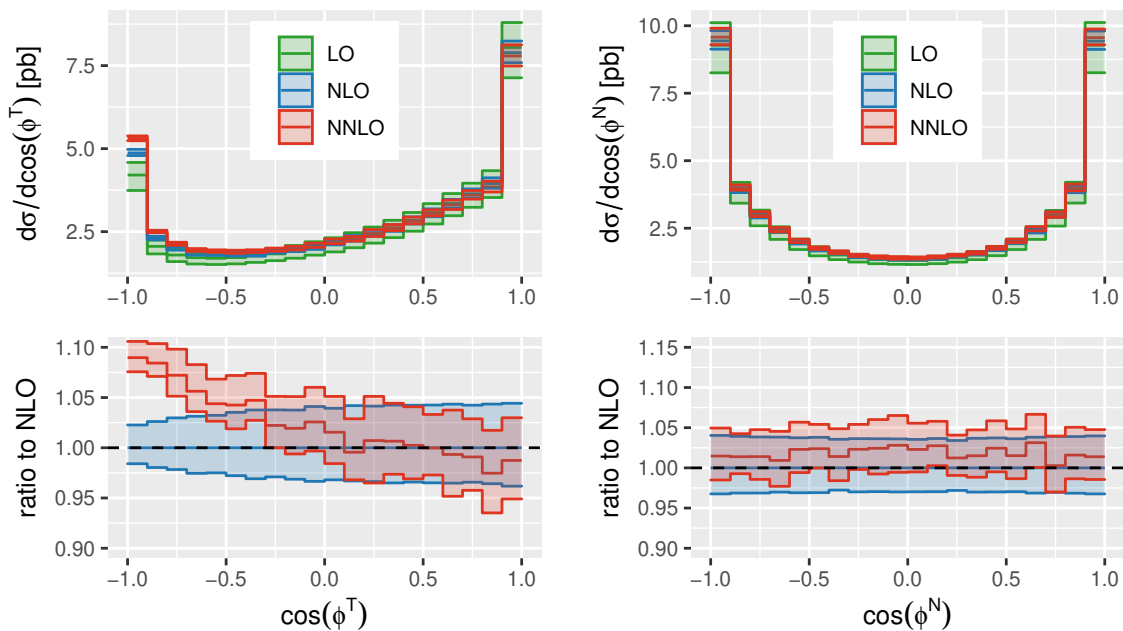 dσ/dcos(ϕ^T) [pb]
7.5
5.0
2.5
LO
NLO
NNLO
−1.0 −0.5 0.0 0.5 1.0
dσ/dcos(ϕ^N) [pb]
10.0
7.5
5.0
2.5
LO
NLO
NNLO
−1.0 −0.5 0.0 0.5 1.0
ratio to NLO
1.10
1.05
1.00
0.95
0.90
−1.0 −0.5 0.0 0.5 1.0
cos(ϕ^T)
ratio to NLO
1.15
1.10
1.05
1.00
0.95
0.90
−1.0 −0.5 0.0 0.5 1.0
cos(ϕ^N)